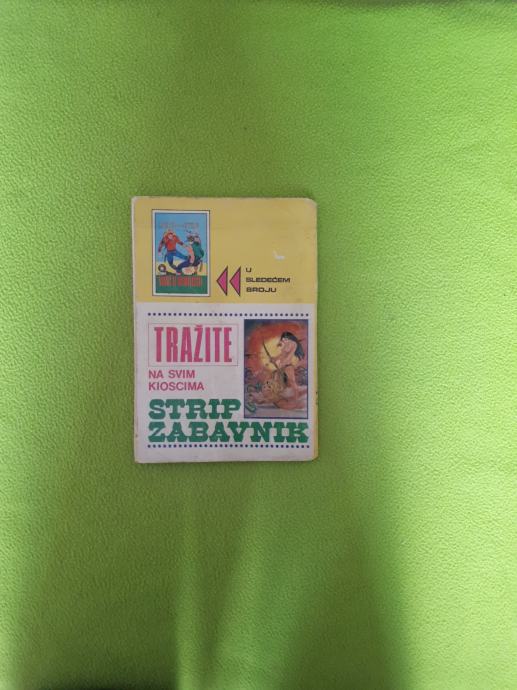 U
SLEDEĆEM
BROJU
TRAŽITE
NA SVIM
KIOSCIMA
STRIP
ZABAVNIK